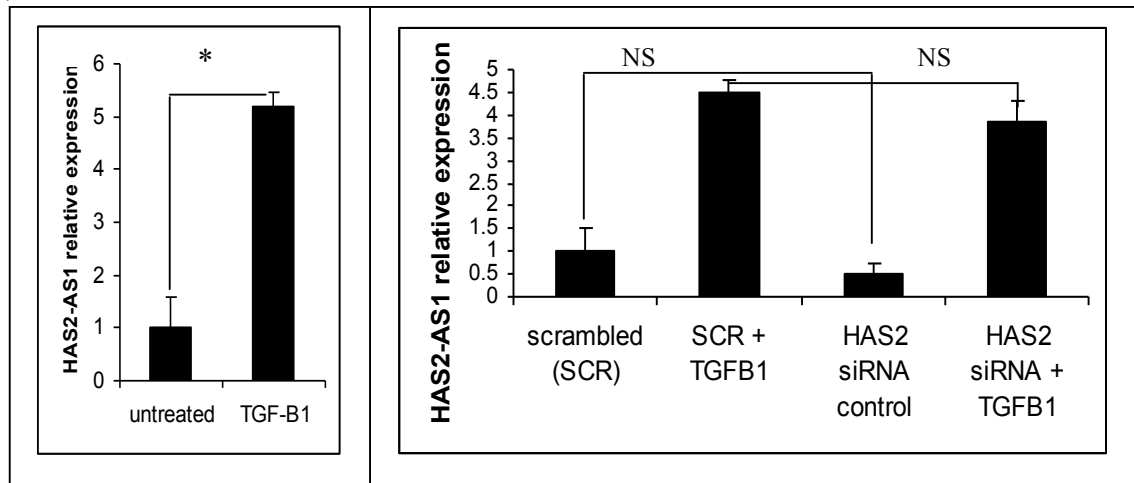 HAS2-AS1 relative expression
6
5
4
3
2
1
0
*
untreated
TGF-B1
HAS2-AS1 relative expression
5
4.5
4
3.5
3
2.5
2
1.5
1
0.5
0
NS
NS
scrambled
(SCR)
SCR +
TGFB1
HAS2
siRNA
control
HAS2
siRNA +
TGFB1